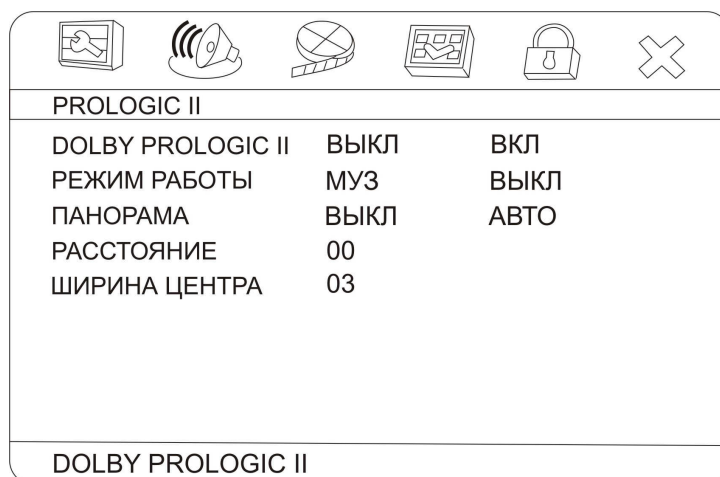 PROLOGIC II
DOLBY PROLOGIC II ВЫКЛ ВКЛ
РЕЖИМ РАБОТЫ МУЗ ВЫКЛ
ПАНОРАМА ВЫКЛ АВТО
РАССТОЯНИЕ 00
ШИРИНА ЦЕНТРА 03
DOLBY PROLOGIC II